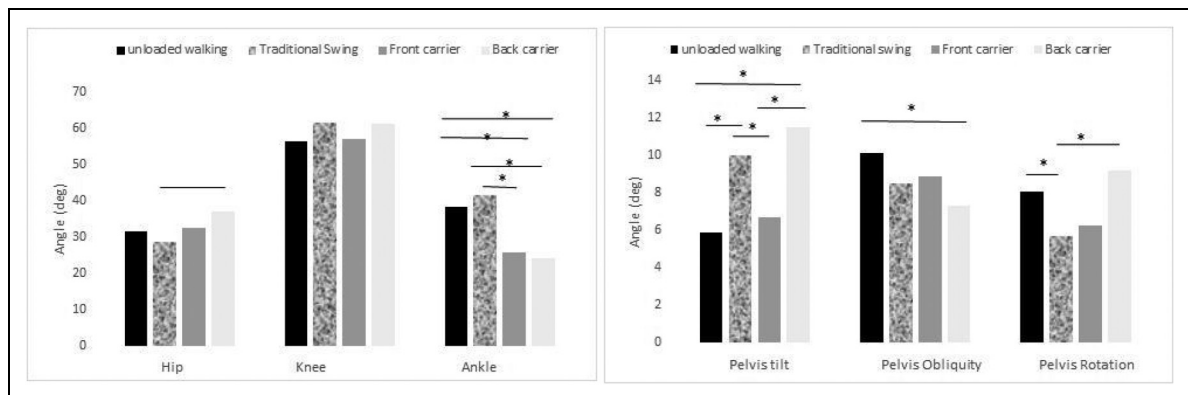 unloaded walking Traditional Swing Front carrier Back carrier
70
60
50
40
30
20
10
0
Angle (deg)
* * * *
Hip Knee Ankle
unloaded walking Traditional swing Front carrier Back carrier
14
12
10
8
6
4
2
0
Angle (deg)
* * * * * * *
Pelvis tilt Pelvis Obliquity Pelvis Rotation